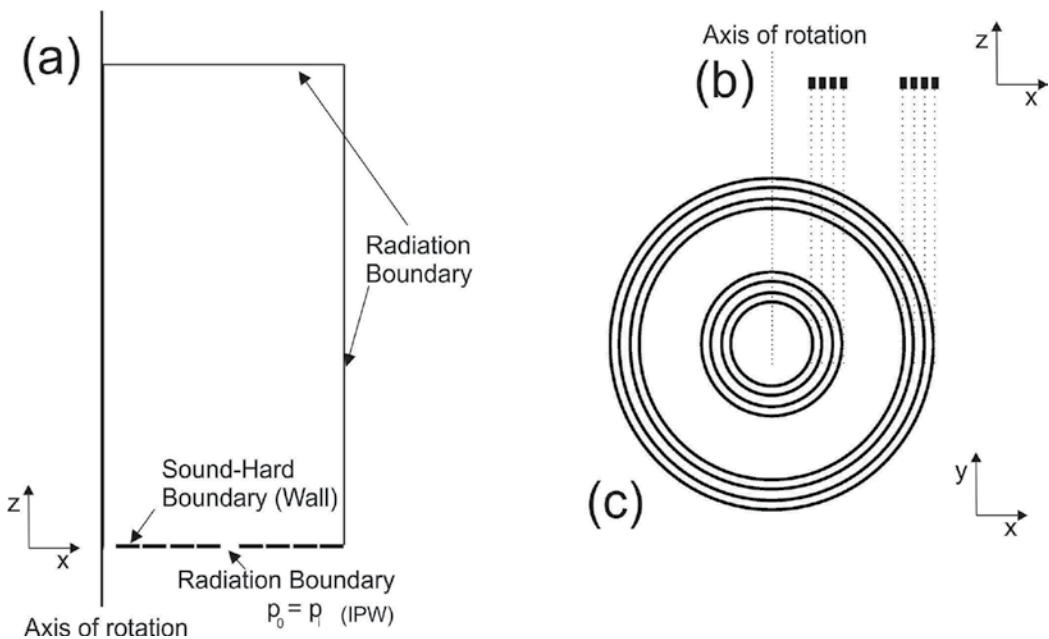 (a)
Radiation
Boundary
Sound-Hard
Boundary (Wall)
z
x
Radiation Boundary
p₀ = pᵢ (IPW)
Axis of rotation
Axis of rotation
(b)
z
x
(c)
y
x